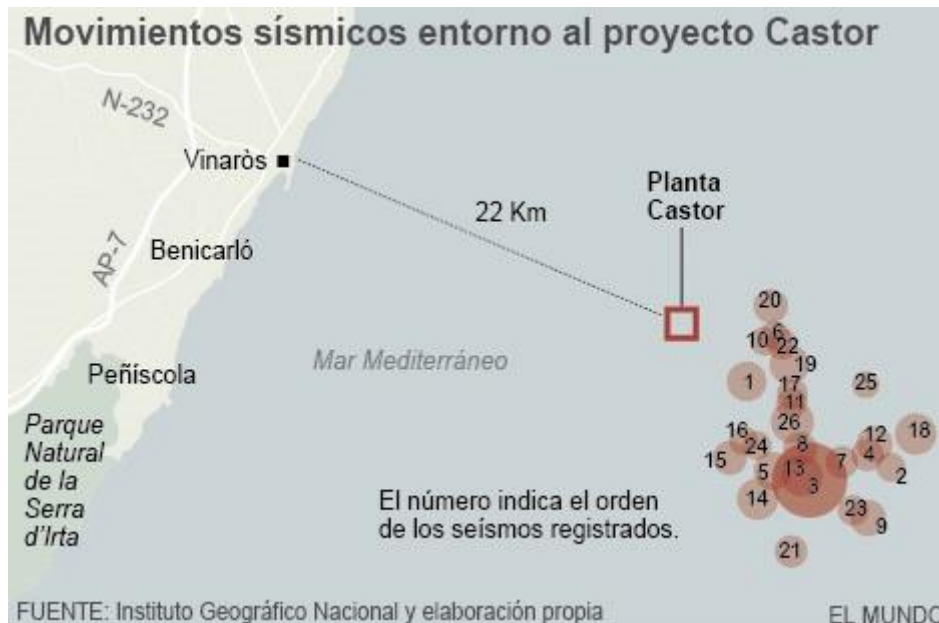 Movimientos sísmicos entorno al proyecto Castor
N-232
Vinaròs
22 Km
Planta
Castor
AP-7
Benicarló
Peñíscola
Mar Mediterráneo
Parque
Natural
de la
Serra
d'Irta
El número indica el orden
de los seísmos registrados.
20
6
10
22
19
1
17
25
11
26
16
12
18
24
8
15
4
5
13
7
2
3
14
23
9
21
FUENTE: Instituto Geográfico Nacional y elaboración propia
EL MUNDO